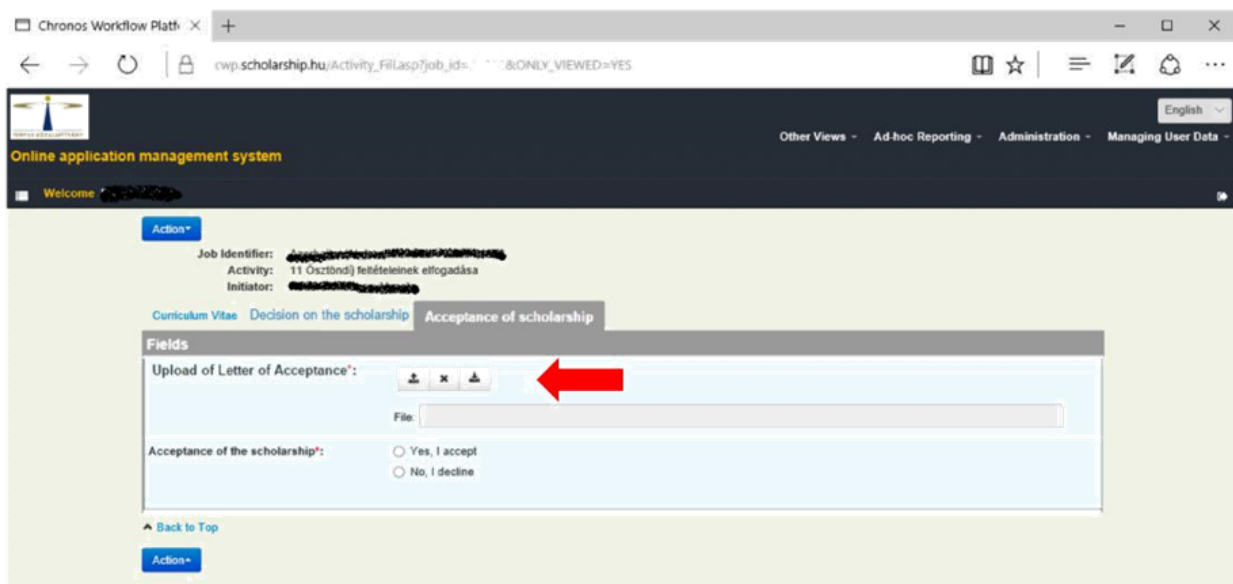 Chronos Workflow Platf
cwp.scholarship.hu/Activity_Fill.asp?job_id= &ONLY_VIEWED=YES
English
Other Views Ad-hoc Reporting Administration Managing User Data
Online application management system
Welcome
Action
Job Identifier:
Activity: 11 Ösztöndíj feltételeinek elfogadása
Initiator:
Curriculum Vitae Decision on the scholarship Acceptance of scholarship
Fields
Upload of Letter of Acceptance*:
File:
Acceptance of the scholarship*: Yes, I accept
No, I decline
Back to Top
Action